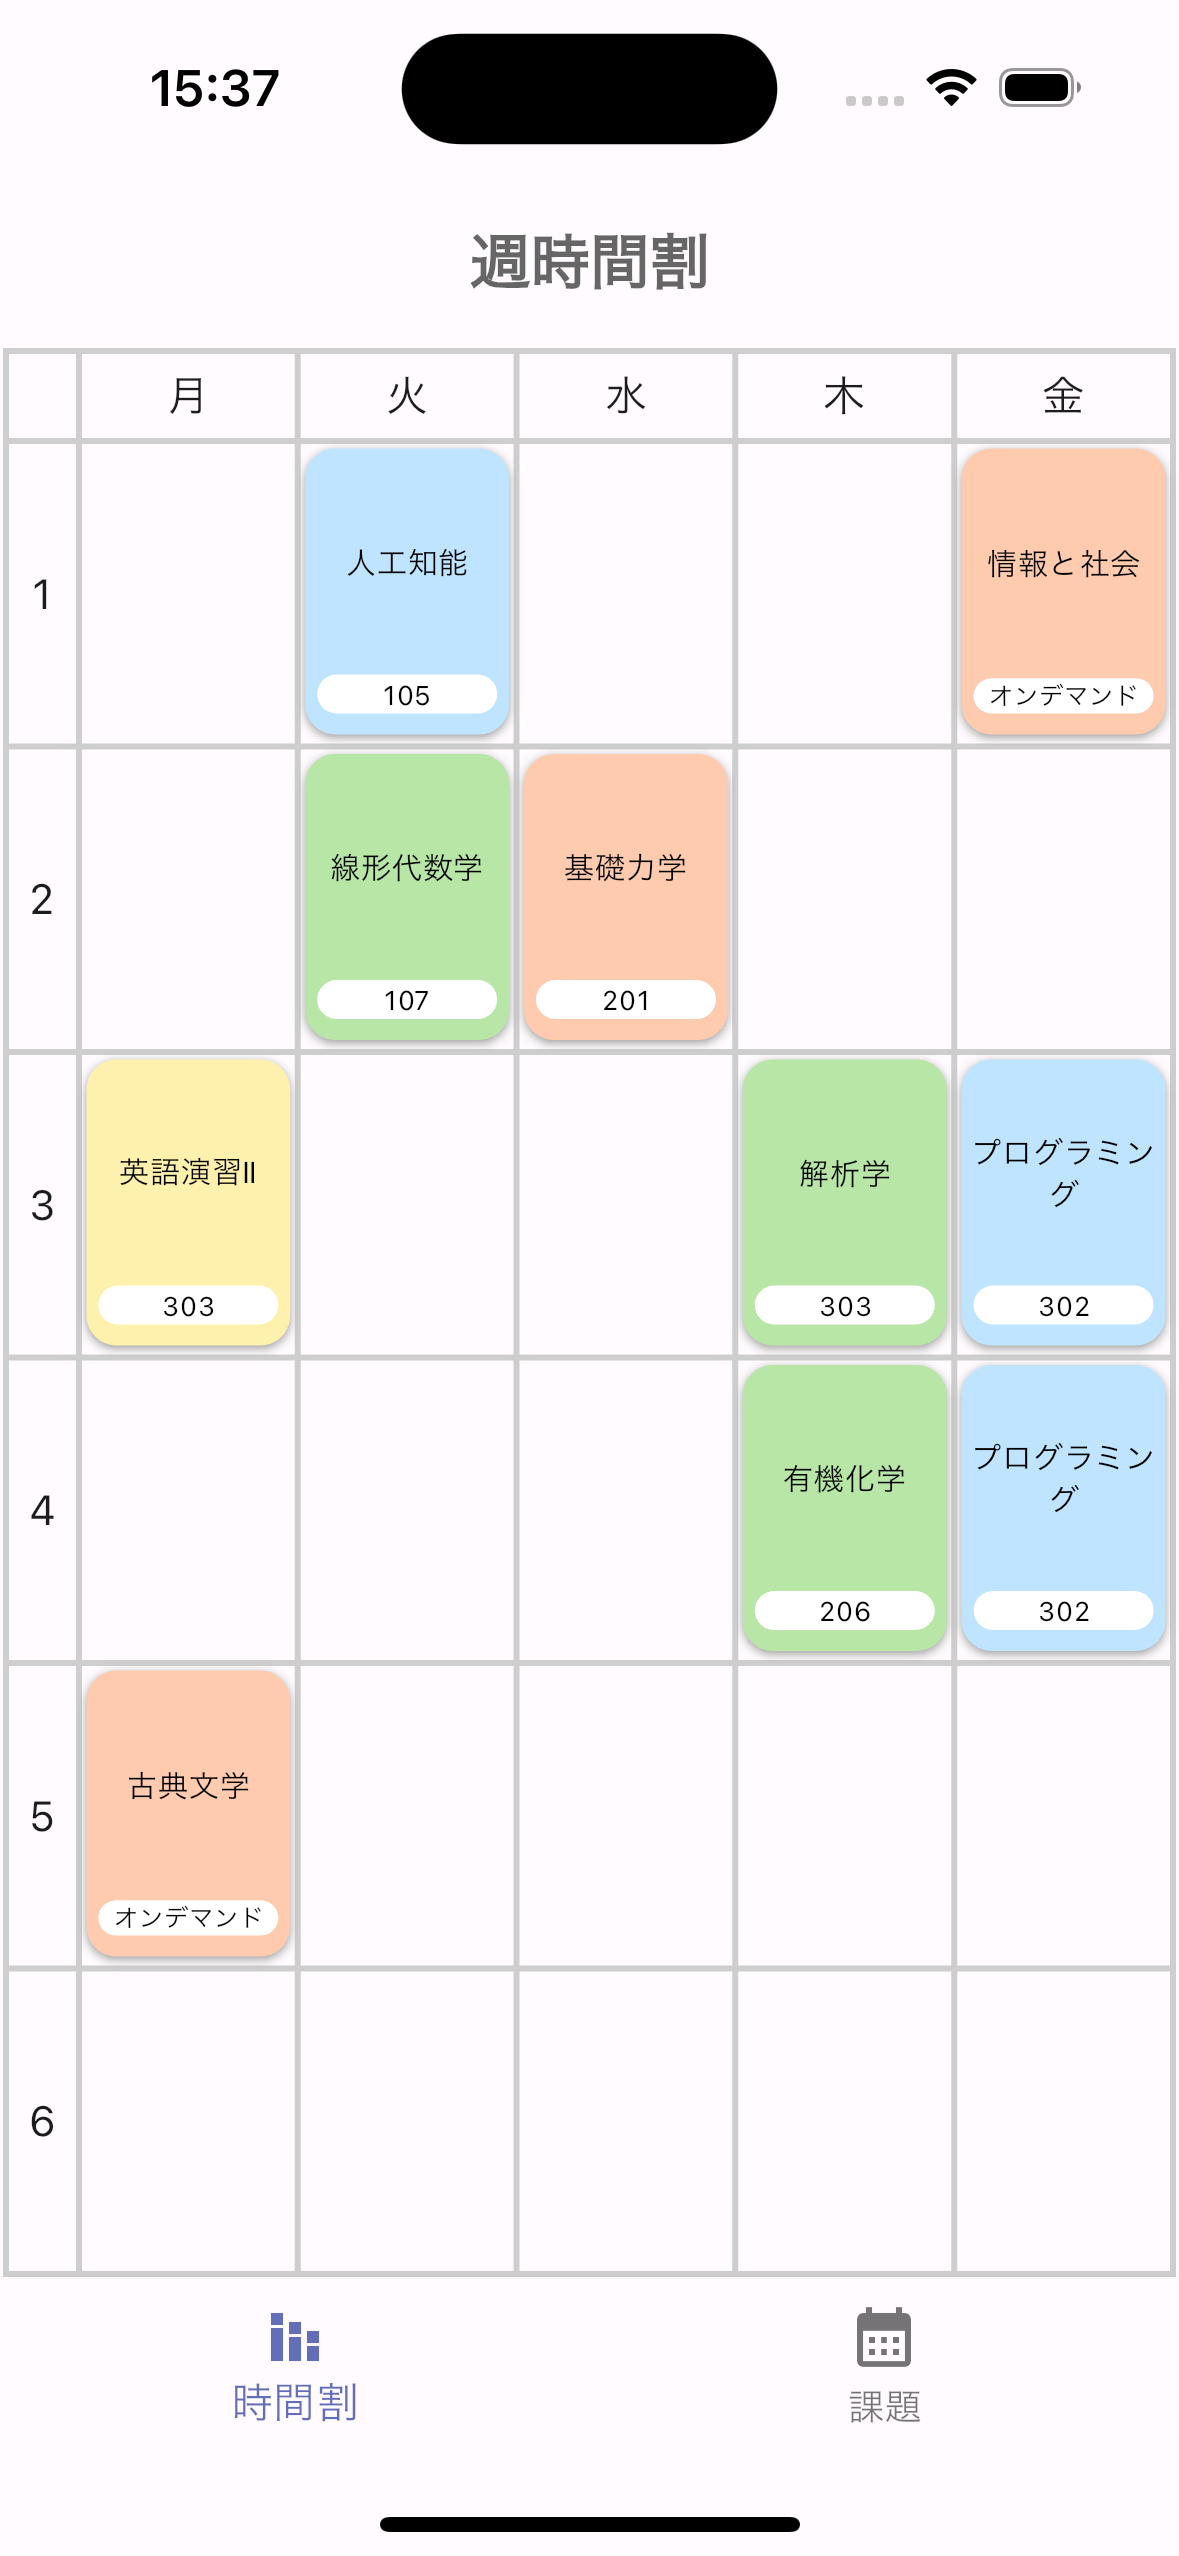 15:37
週時間割
月 火 水 木 金
1
人工知能
105
情報と社会
オンデマンド
2
線形代数学
107
基礎力学
201
3
英語演習II
303
解析学
303
プログラミン
グ
302
4
有機化学
206
プログラミン
グ
302
5
古典文学
オンデマンド
6
時間割
課題